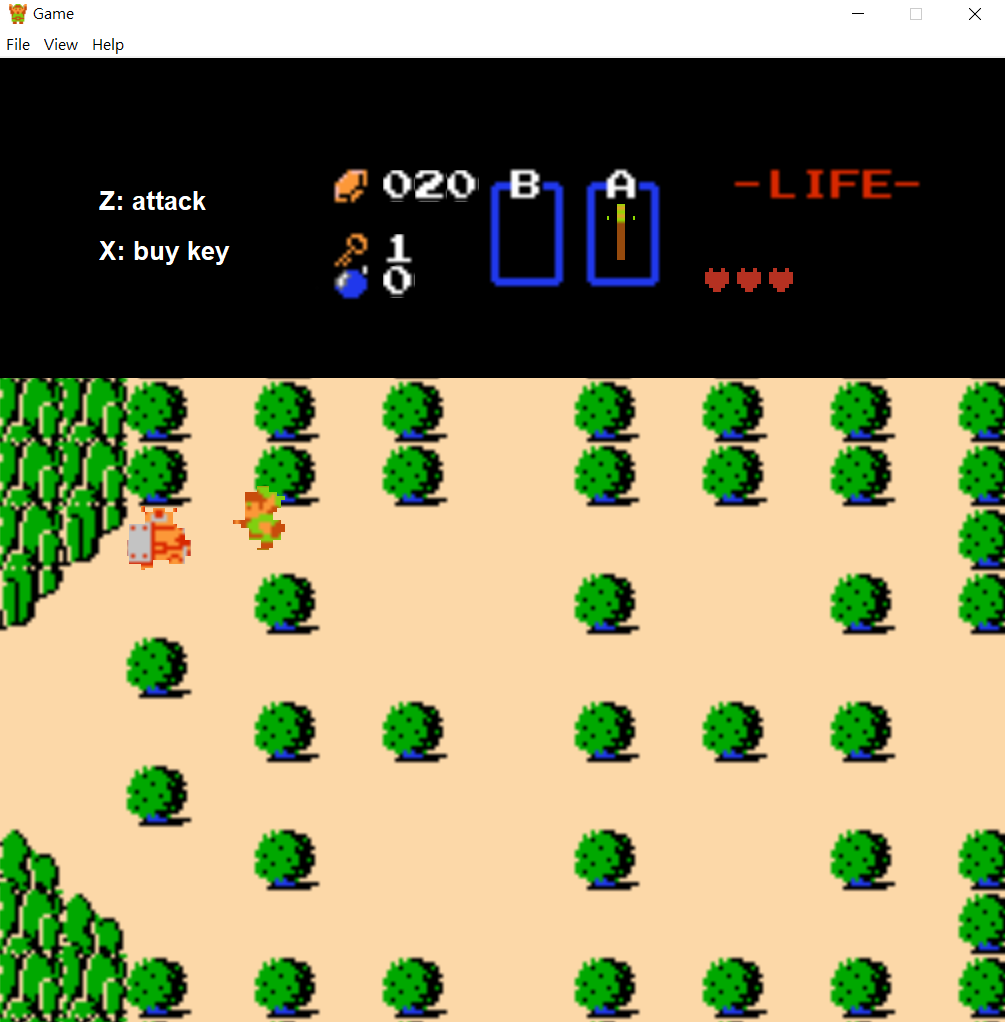 Game
File View Help
Z: attack
X: buy key
020
1
0
B
A
-LIFE-